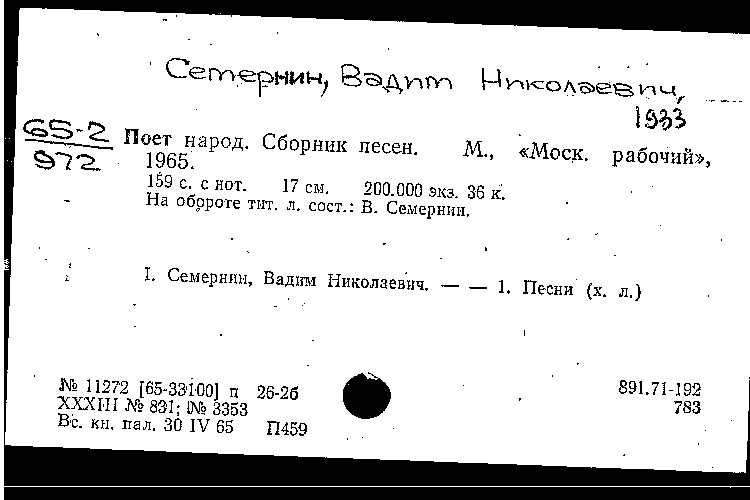 Семернин, Вадим Николаевич,
1933
65-2
972
Поет народ. Сборник песен. М., «Моск. рабочий»,
1965.
159 с. с нот. 17 см. 200.000 экз. 36 к.
На обороте тит. л. сост.: В. Семернин.
I. Семернин, Вадим Николаевич. — — 1. Песни (х. л.)
№ 11272 [65-33100] п 26-2б
XXXIII № 831; № 3353
Вс. кн. пал. 30 IV 65 П459
891.71-192
783